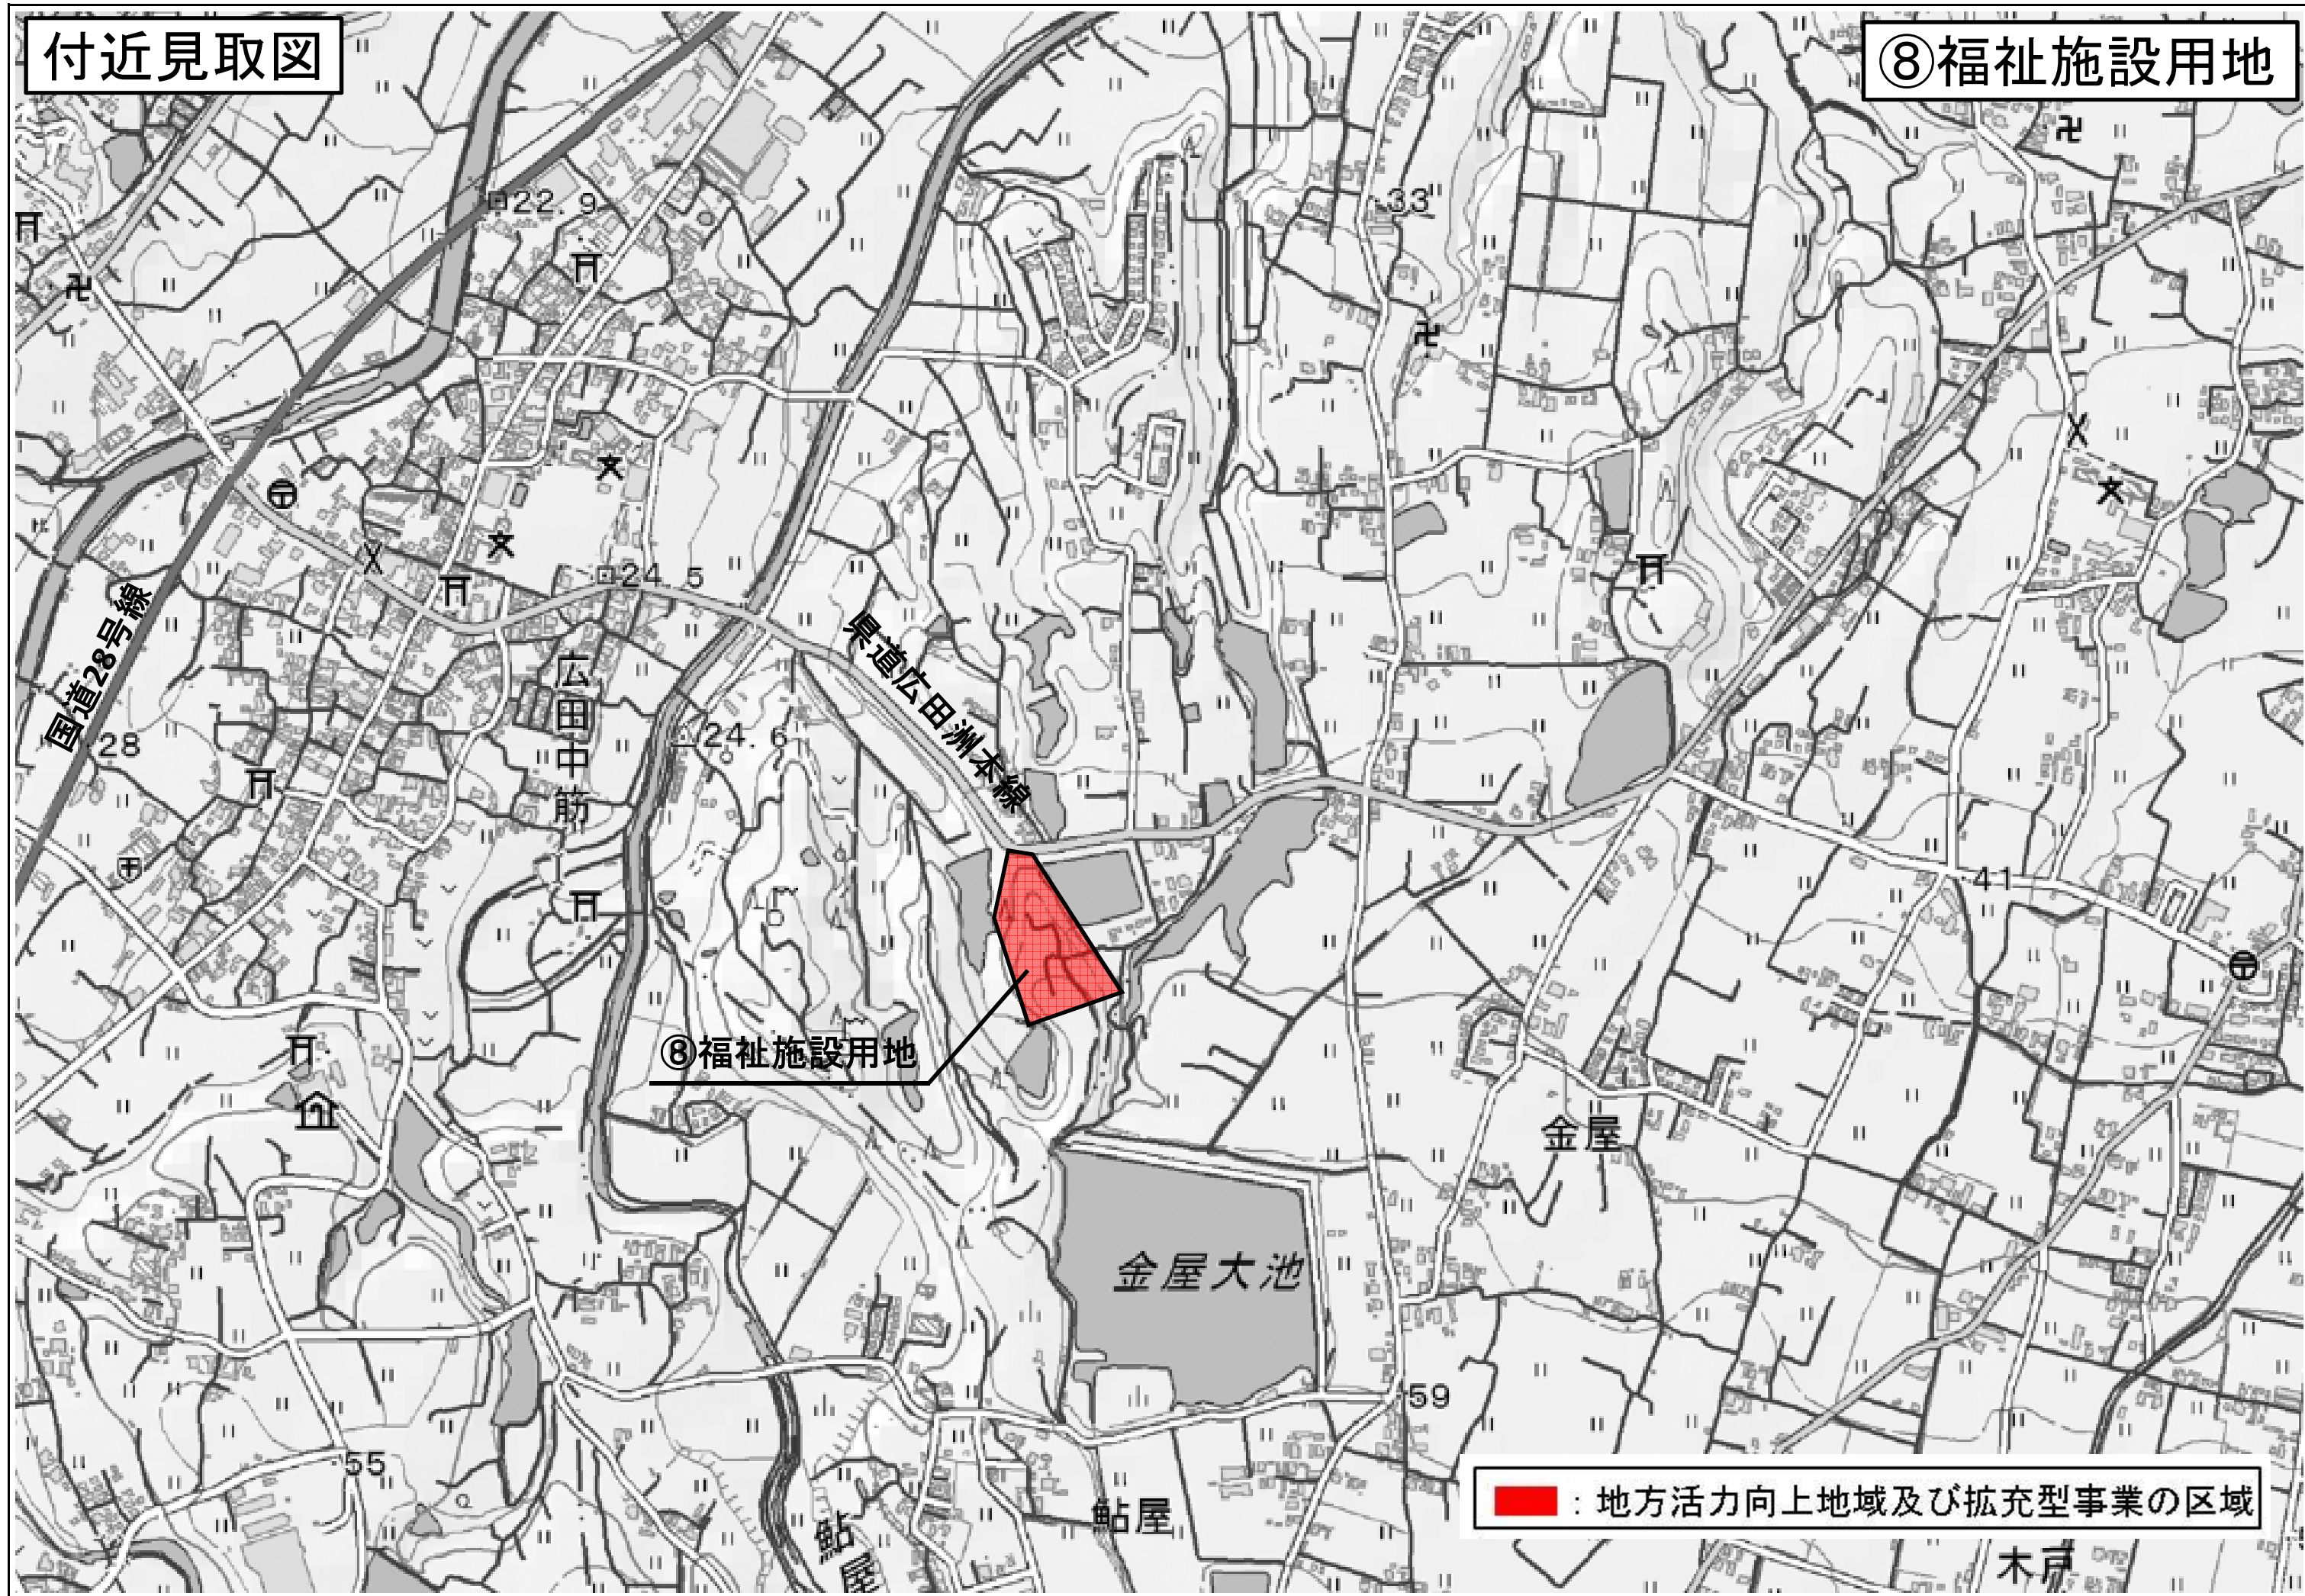 付近見取図
⑧福祉施設用地
22.9
33
24.5
国道28号線
県道広田洲本線
広田中筋
28
24.6
41
⑧福祉施設用地
金屋
金屋大池
59
55
鮎屋
鮎屋
：地方活力向上地域及び拡充型事業の区域
木戸